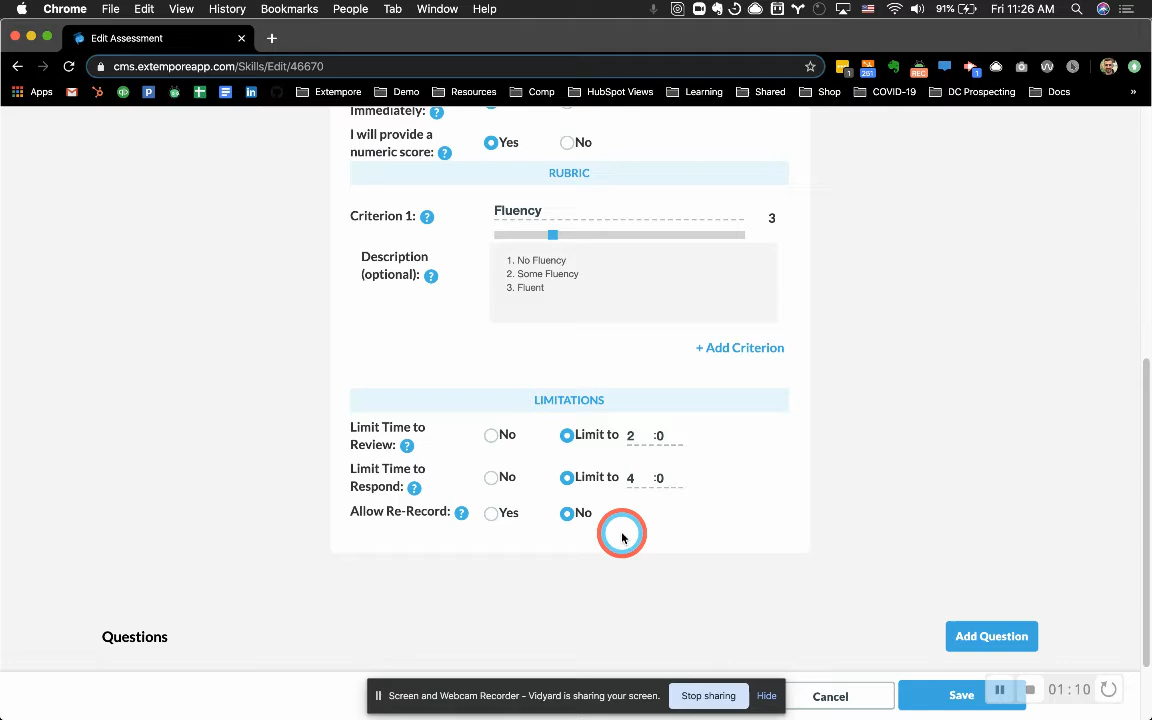 Chrome File Edit View History Bookmarks People Tab Window Help 91% Fri 11:26 AM
Edit Assessment
cms.extemporeapp.com/Skills/Edit/46670
1 281 REC 1
Apps Extempore Demo Resources Comp HubSpot Views Learning Shared Shop COVID-19 DC Prospecting Docs »
Immediately: ?
I will provide a
numeric score: ? Yes No
RUBRIC
Criterion 1: ? Fluency 3
Description
(optional): ?
1. No Fluency
2. Some Fluency
3. Fluent
+ Add Criterion
LIMITATIONS
Limit Time to
Review: ? No Limit to 2 :0
Limit Time to
Respond: ? No Limit to 4 :0
Allow Re-Record: ? Yes No
Questions Add Question
Screen and Webcam Recorder - Vidyard is sharing your screen. Stop sharing Hide Cancel Save 01:10